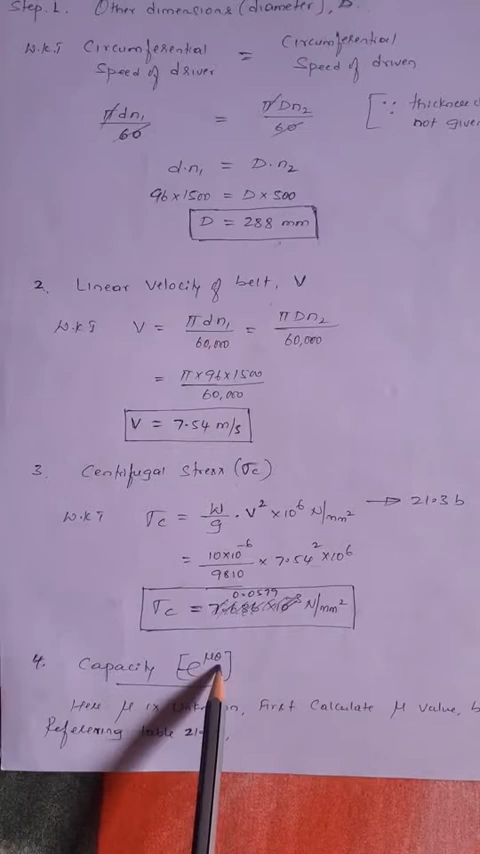 Step. 1. Other dimensions (diameter), D.
W.K.T Circumferential Speed of driver = Circumferential Speed of driven
πdn₁/60 = πDn₂/60 [∵ thickness not given
d.n₁ = D.n₂
96×1500 = D×500
D = 288 mm
2. Linear Velocity of belt, V
W.K.T V = πdn₁/60,000 = πDn₂/60,000
= π×96×1500/60,000
V = 7.54 m/s
3. Centrifugal Stress (σc)
W.K.T σc = w/g . V² ×10⁶ N/mm² → 21.3 b
= 10×10⁻⁶/9810 × 7.54² ×10⁶
σc = 0.0579 N/mm²
4. Capacity [e^μθ]
Here μ is Unknown, First Calculate μ value, b
Referring table 21